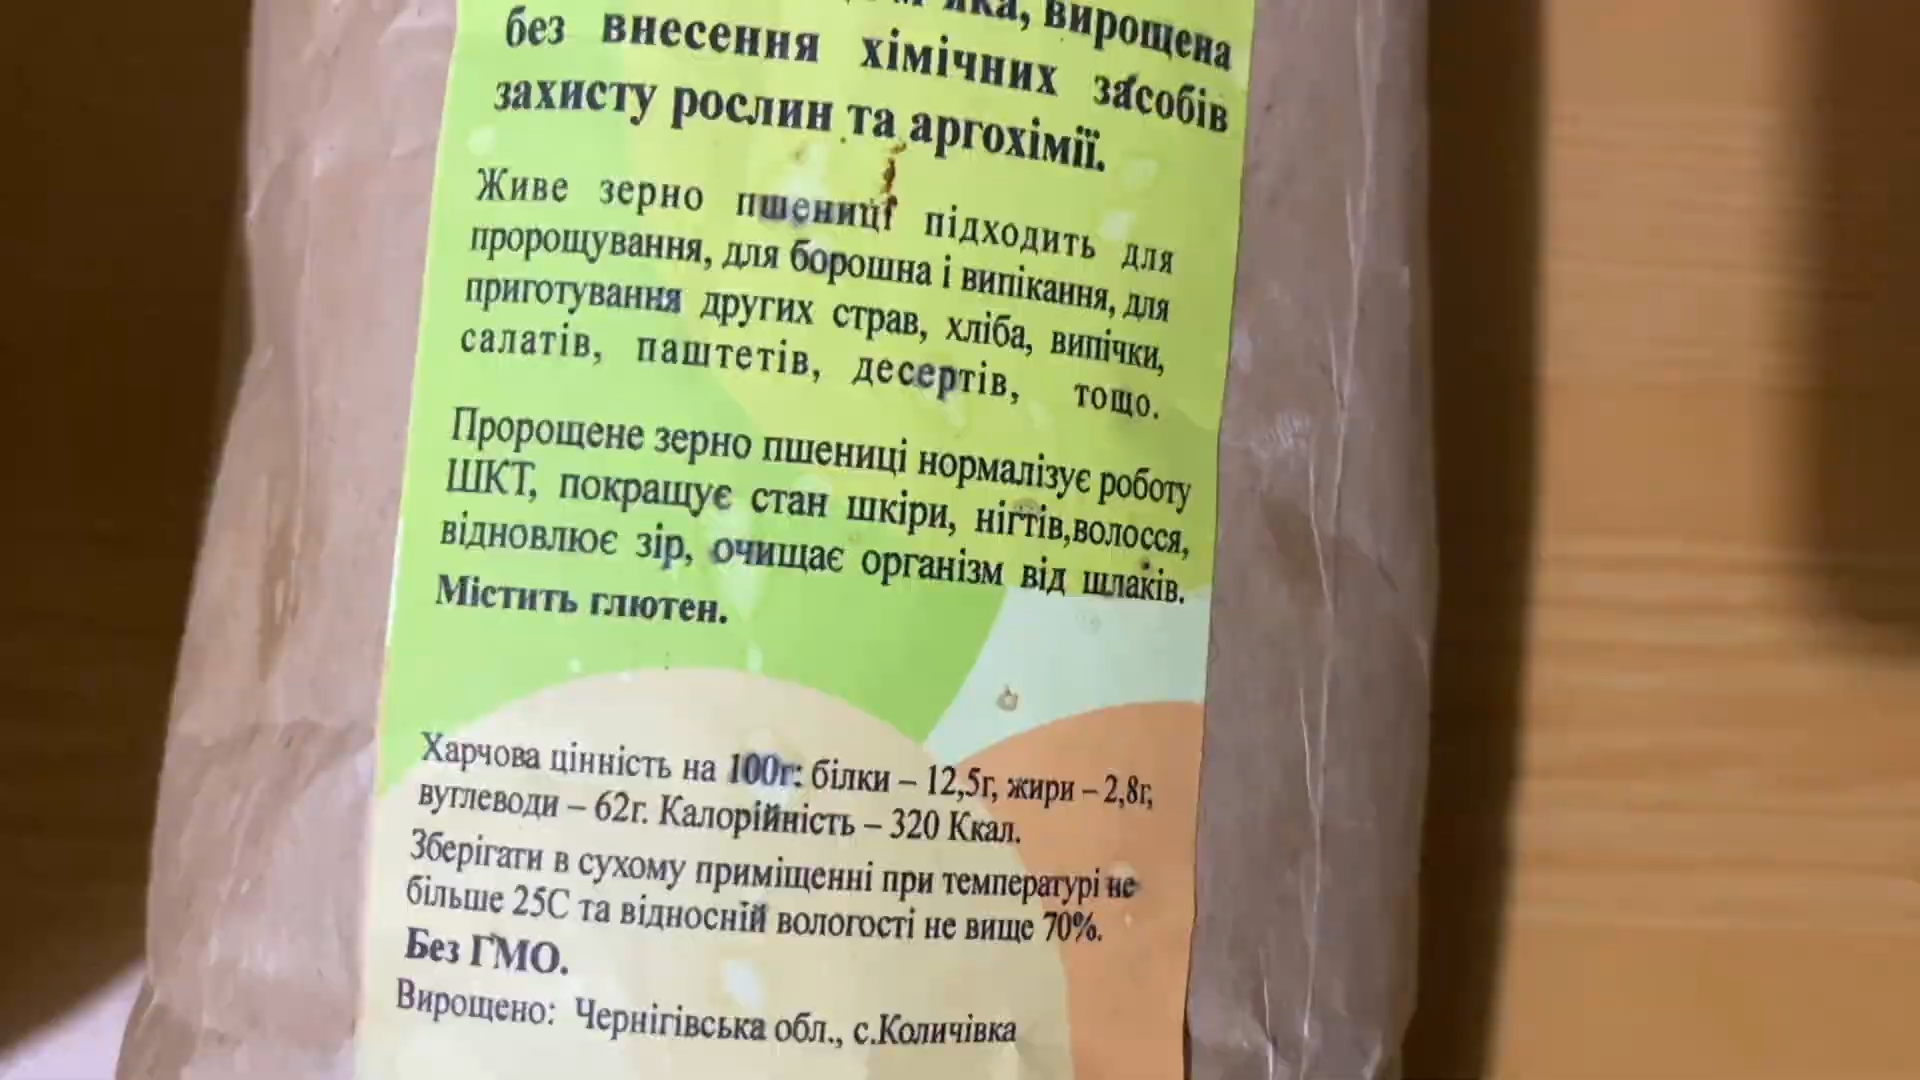 вирощена
без внесення хімічних засобів
захисту рослин та аргохімії.
Живе зерно пшениці підходить для
пророщування, для борошна і випікання, для
приготування других страв, хліба, випічки,
салатів, паштетів, десертів, тощо.
Пророщене зерно пшениці нормалізує роботу
ШКТ, покращує стан шкіри, нігтів,волосся,
відновлює зір, очищає організм від шлаків.
Містить глютен.
Харчова цінність на 100г: білки – 12,5г, жири – 2,8г,
вуглеводи – 62г. Калорійність – 320 Ккал.
Зберігати в сухому приміщенні при температурі не
більше 25С та відносній вологості не вище 70%.
Без ГМО.
Вирощено: Чернігівська обл., с.Количівка